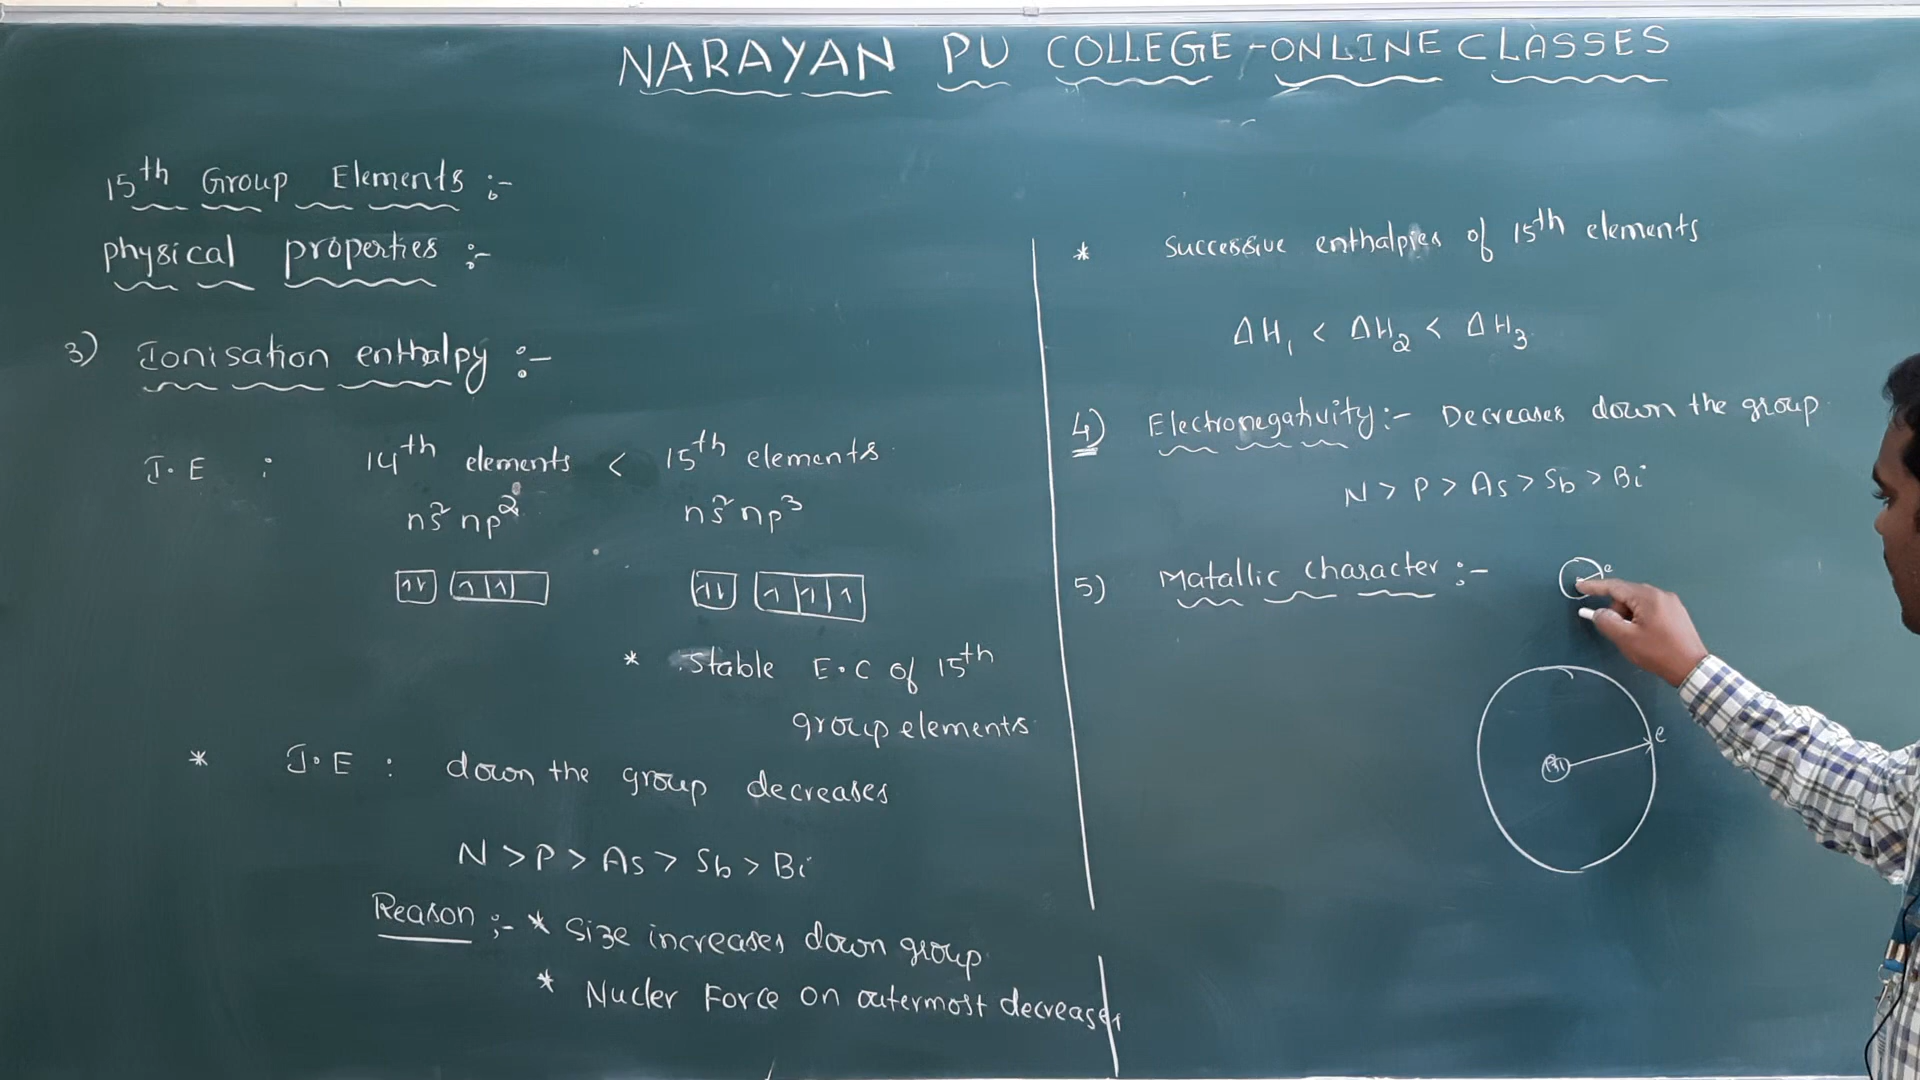 NARAYAN PU COLLEGE - ONLINE CLASSES
15th Group Elements :-
physical properties :-
3) Ionisation enthalpy :-
I.E : 14th elements < 15th elements
ns² np² ns² np³
* Stable E.C of 15th
group elements
* I.E : down the group decreases
N > P > As > Sb > Bi
Reason :- * Size increases down group
* Nucler Force on outermost decreases
* Successive enthalpies of 15th elements
ΔH₁ < ΔH₂ < ΔH₃
4) Electronegativity :- Decreases down the group
N > P > As > Sb > Bi
5) Matallic character :-
e
e
Bi